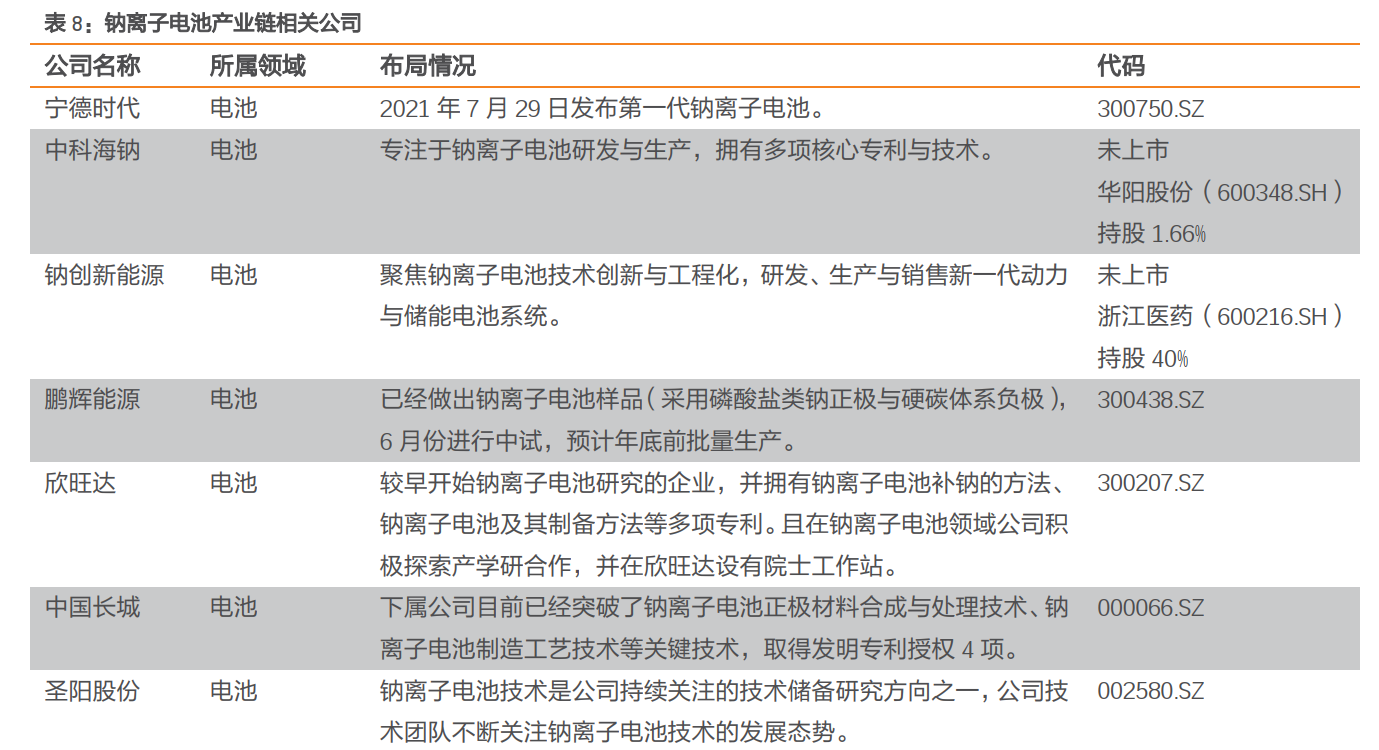 表 8：钠离子电池产业链相关公司
公司名称 所属领域 布局情况 代码
宁德时代 电池 2021 年 7 月 29 日发布第一代钠离子电池。 300750.SZ
中科海钠 电池 专注于钠离子电池研发与生产，拥有多项核心专利与技术。 未上市
华阳股份（600348.SH）
持股 1.66%
钠创新能源 电池 聚焦钠离子电池技术创新与工程化，研发、生产与销售新一代动力 未上市
与储能电池系统。 浙江医药（600216.SH）
持股 40%
鹏辉能源 电池 已经做出钠离子电池样品（采用磷酸盐类钠正极与硬碳体系负极）， 300438.SZ
6 月份进行中试，预计年底前批量生产。
欣旺达 电池 较早开始钠离子电池研究的企业，并拥有钠离子电池补钠的方法、 300207.SZ
钠离子电池及其制备方法等多项专利。且在钠离子电池领域公司积
极探索产学研合作，并在欣旺达设有院士工作站。
中国长城 电池 下属公司目前已经突破了钠离子电池正极材料合成与处理技术、钠 000066.SZ
离子电池制造工艺技术等关键技术，取得发明专利授权 4 项。
圣阳股份 电池 钠离子电池技术是公司持续关注的技术储备研究方向之一，公司技 002580.SZ
术团队不断关注钠离子电池技术的发展态势。